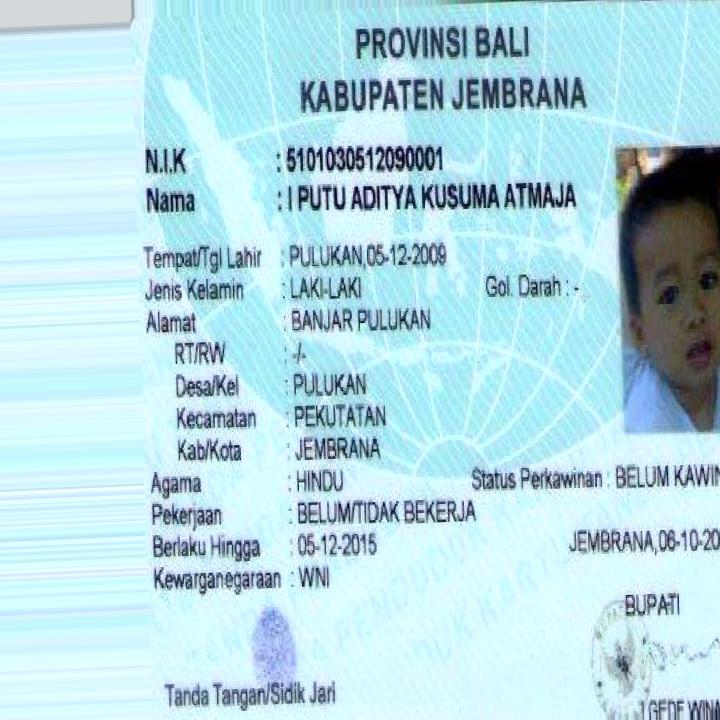 PROVINSI BALI
KABUPATEN JEMBRANA
N.I.K : 5101030512090001
Nama : I PUTU ADITYA KUSUMA ATMAJA
Tempat/Tgl Lahir : PULUKAN,05-12-2009
Jenis Kelamin : LAKI-LAKI Gol. Darah : -
Alamat : BANJAR PULUKAN
RT/RW : -/-
Desa/Kel : PULUKAN
Kecamatan : PEKUTATAN
Kab/Kota : JEMBRANA
Agama : HINDU Status Perkawinan : BELUM KAWIN
Pekerjaan : BELUM/TIDAK BEKERJA
Berlaku Hingga : 05-12-2015 JEMBRANA,06-10-20
Kewarganegaraan : WNI
BUPATI
Tanda Tangan/Sidik Jari
I GEDE WINA